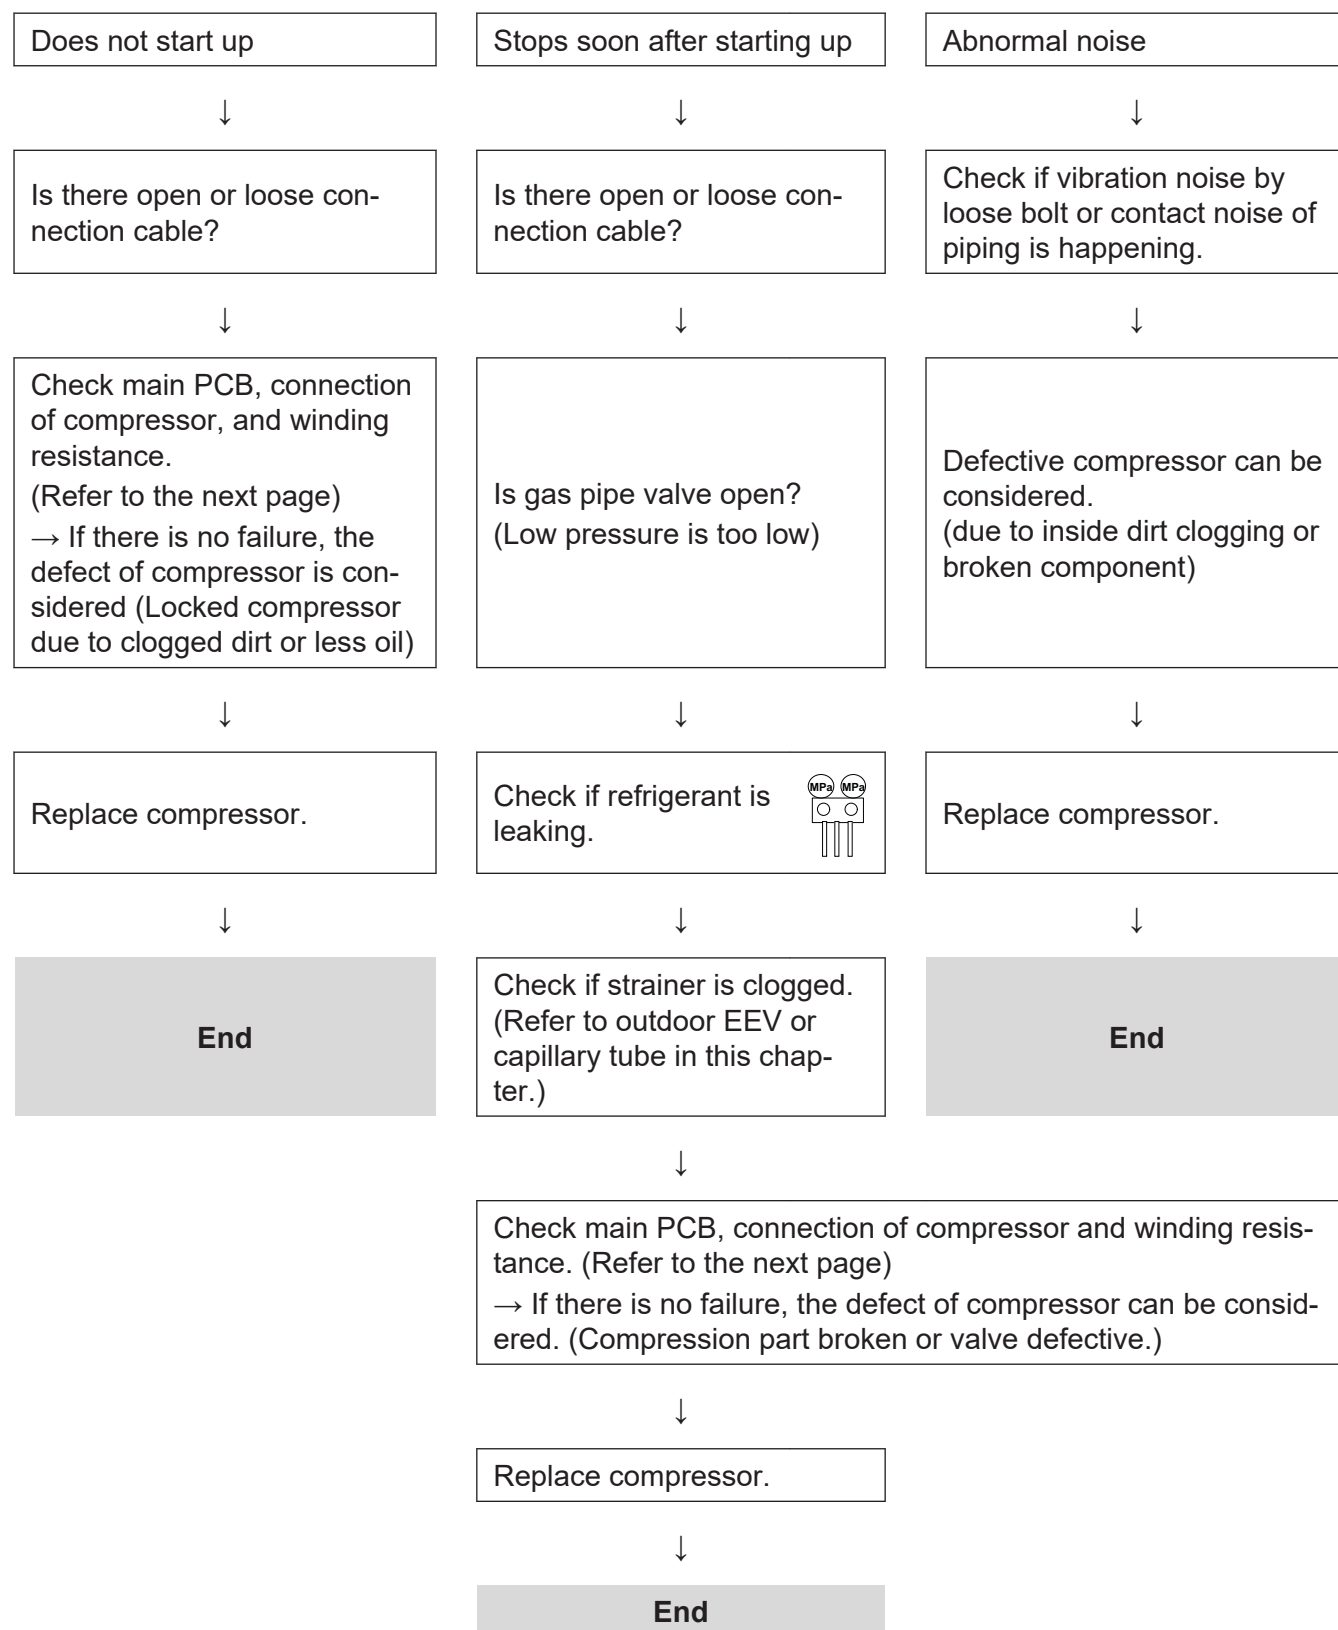 Does not start up
↓
Is there open or loose con-
nection cable?
↓
Check main PCB, connection
of compressor, and winding
resistance.
(Refer to the next page)
→ If there is no failure, the
defect of compressor is con-
sidered (Locked compressor
due to clogged dirt or less oil)
↓
Replace compressor.
↓
End
Stops soon after starting up
↓
Is there open or loose con-
nection cable?
↓
Is gas pipe valve open?
(Low pressure is too low)
↓
Check if refrigerant is
leaking.
MPa MPa
↓
Check if strainer is clogged.
(Refer to outdoor EEV or
capillary tube in this chap-
ter.)
↓
Check main PCB, connection of compressor and winding resis-
tance. (Refer to the next page)
→ If there is no failure, the defect of compressor can be consid-
ered. (Compression part broken or valve defective.)
↓
Replace compressor.
↓
End
Abnormal noise
↓
Check if vibration noise by
loose bolt or contact noise of
piping is happening.
↓
Defective compressor can be
considered.
(due to inside dirt clogging or
broken component)
↓
Replace compressor.
↓
End